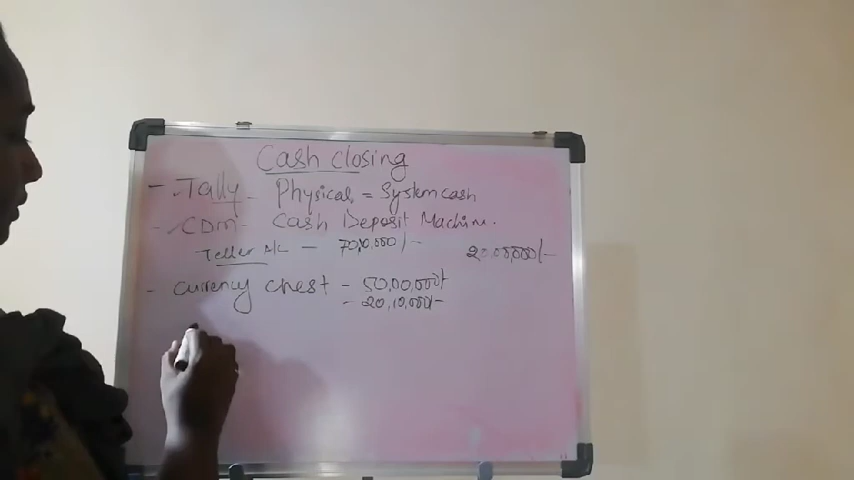 Cash closing
- Tally - Physical = System cash
- CDM - Cash Deposit Machine.
Teller A/c - 70,10,000/-
20,00,000/-
- Currency chest - 50,00,000/-
- 20,10,000/-